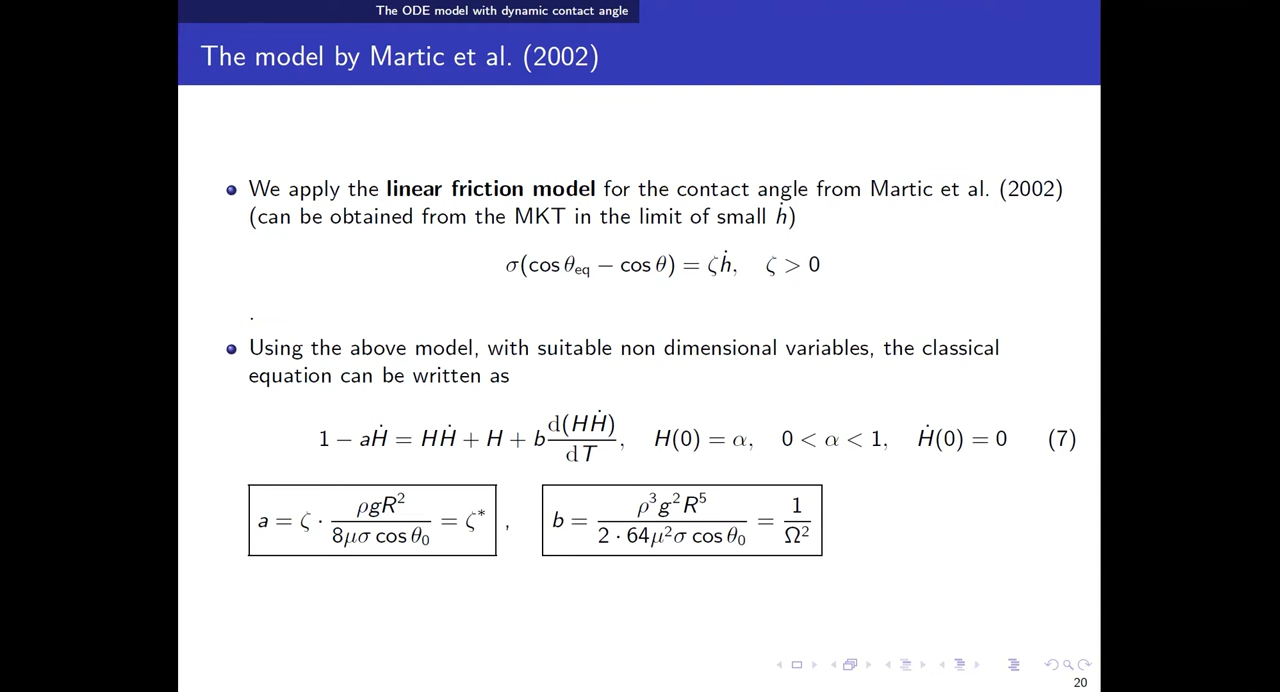 The ODE model with dynamic contact angle
The model by Martic et al. (2002)
We apply the linear friction model for the contact angle from Martic et al. (2002)
(can be obtained from the MKT in the limit of small ḣ)
σ(cos θ_eq − cos θ) = ζḣ, ζ > 0
.
Using the above model, with suitable non dimensional variables, the classical
equation can be written as
1 − aḢ = HḢ + H + b d(HḢ)/dT, H(0) = α, 0 < α < 1, Ḣ(0) = 0 (7)
a = ζ · ρgR²/(8μσ cos θ₀) = ζ*, b = ρ³g²R⁵/(2 · 64μ²σ cos θ₀) = 1/Ω²
20